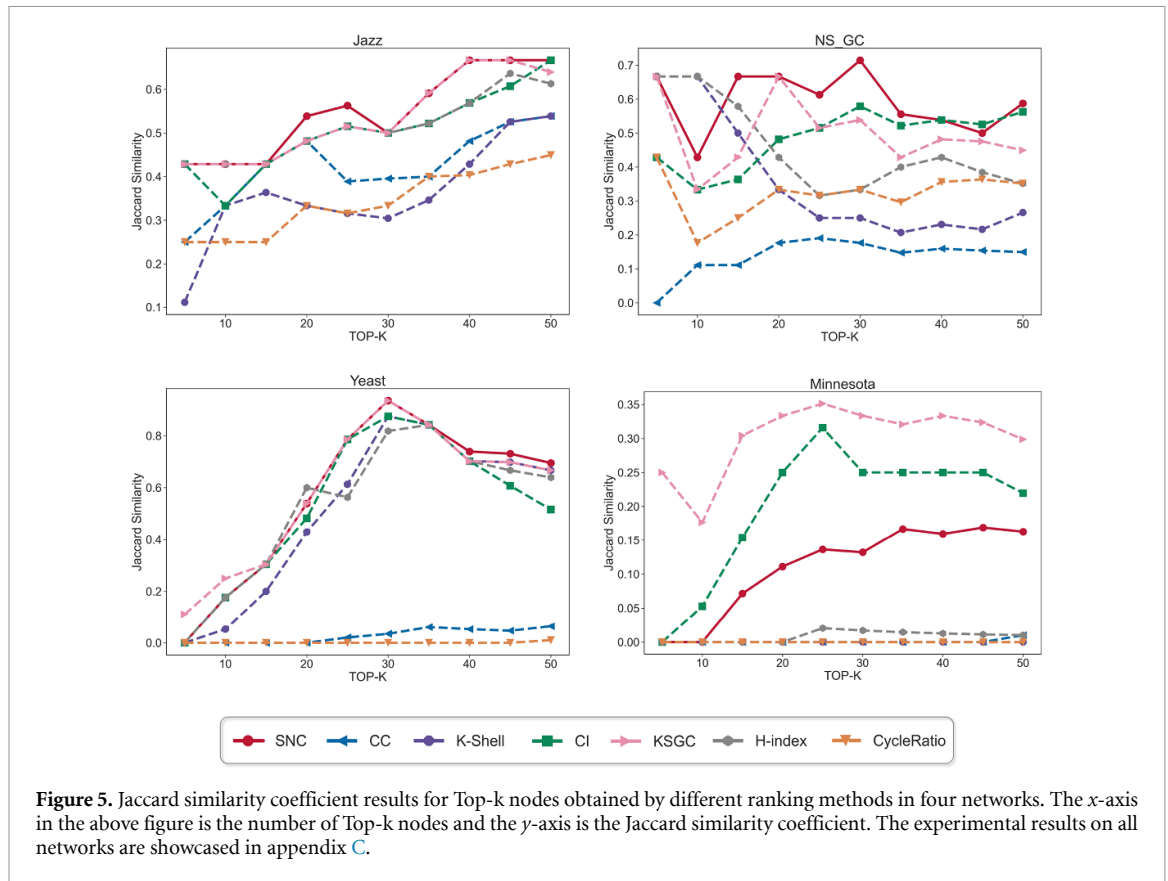 Jazz
Jaccard Similarity
0.6
0.5
0.4
0.3
0.2
0.1
10 20 30 40 50
TOP-K
NS_GC
Jaccard Similarity
0.7
0.6
0.5
0.4
0.3
0.2
0.1
0.0
10 20 30 40 50
TOP-K
Yeast
Jaccard Similarity
0.8
0.6
0.4
0.2
0.0
10 20 30 40 50
TOP-K
Minnesota
Jaccard Similarity
0.35
0.30
0.25
0.20
0.15
0.10
0.05
0.00
10 20 30 40 50
TOP-K
SNC CC K-Shell CI KSGC H-index CycleRatio
Figure 5. Jaccard similarity coefficient results for Top-k nodes obtained by different ranking methods in four networks. The x-axis
in the above figure is the number of Top-k nodes and the y-axis is the Jaccard similarity coefficient. The experimental results on all
networks are showcased in appendix C.